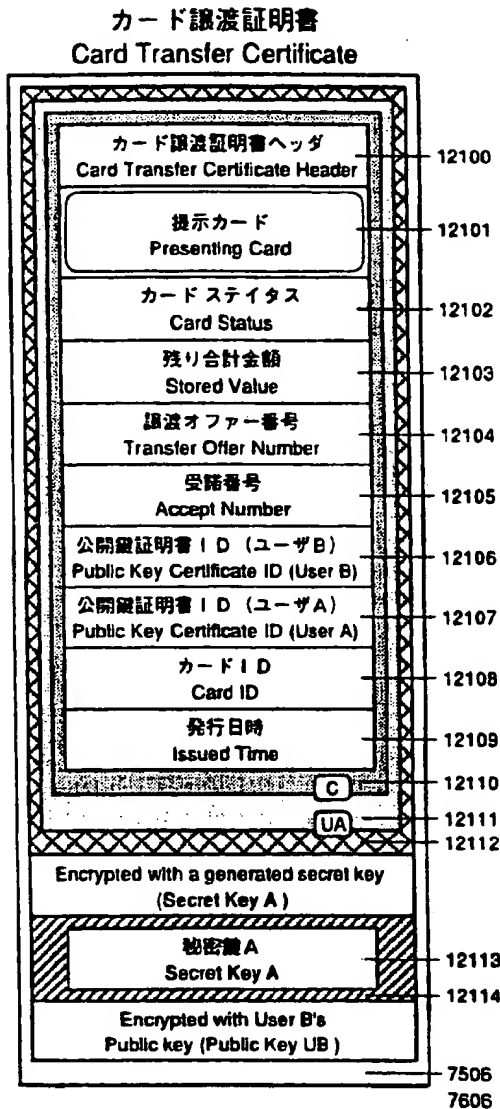 カード譲渡証明書
Card Transfer Certificate
カード譲渡証明書ヘッダ
Card Transfer Certificate Header
12100
提示カード
Presenting Card
12101
カード ステイタス
Card Status
12102
残り合計金額
Stored Value
12103
譲渡オファー番号
Transfer Offer Number
12104
受諾番号
Accept Number
12105
公開鍵証明書ID（ユーザB）
Public Key Certificate ID (User B)
12106
公開鍵証明書ID（ユーザA）
Public Key Certificate ID (User A)
12107
カードID
Card ID
12108
発行日時
Issued Time
12109
C
12110
UA
12111
12112
Encrypted with a generated secret key
(Secret Key A )
秘密鍵A
Secret Key A
12113
12114
Encrypted with User B's
Public key (Public Key UB )
7506
7606